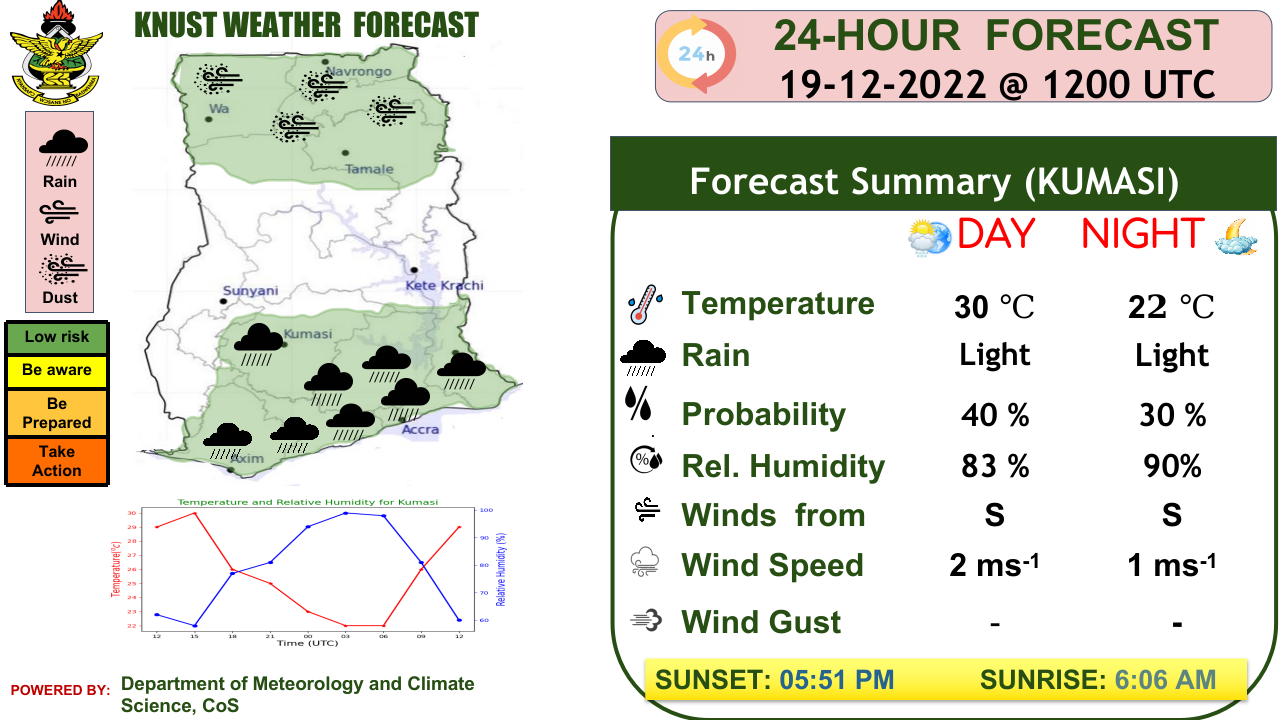 KNUST WEATHER  FORECAST
Rain
Wind
Dust
Low risk
Be aware
Be
Prepared
Take
Action
Navrongo
Wa
Tamale
Kete Krachi
Sunyani
Kumasi
Accra
Axim
Temperature and Relative Humidity for Kumasi
Temperature(⁰c)
30
29
28
27
26
25
24
23
22
100
90
80
70
60
Relative Humidity (%)
12 15 18 21 00 03 06 09 12
Time (UTC)
POWERED BY: Department of Meteorology and Climate
Science, CoS
24h
24-HOUR  FORECAST
19-12-2022 @ 1200 UTC
Forecast Summary (KUMASI)
DAY NIGHT
Temperature 30 °C 22 °C
Rain Light Light
Probability 40 % 30 %
% Rel. Humidity 83 % 90%
Winds  from S S
Wind Speed 2 ms-1 1 ms-1
Wind Gust - -
SUNSET: 05:51 PM SUNRISE: 6:06 AM